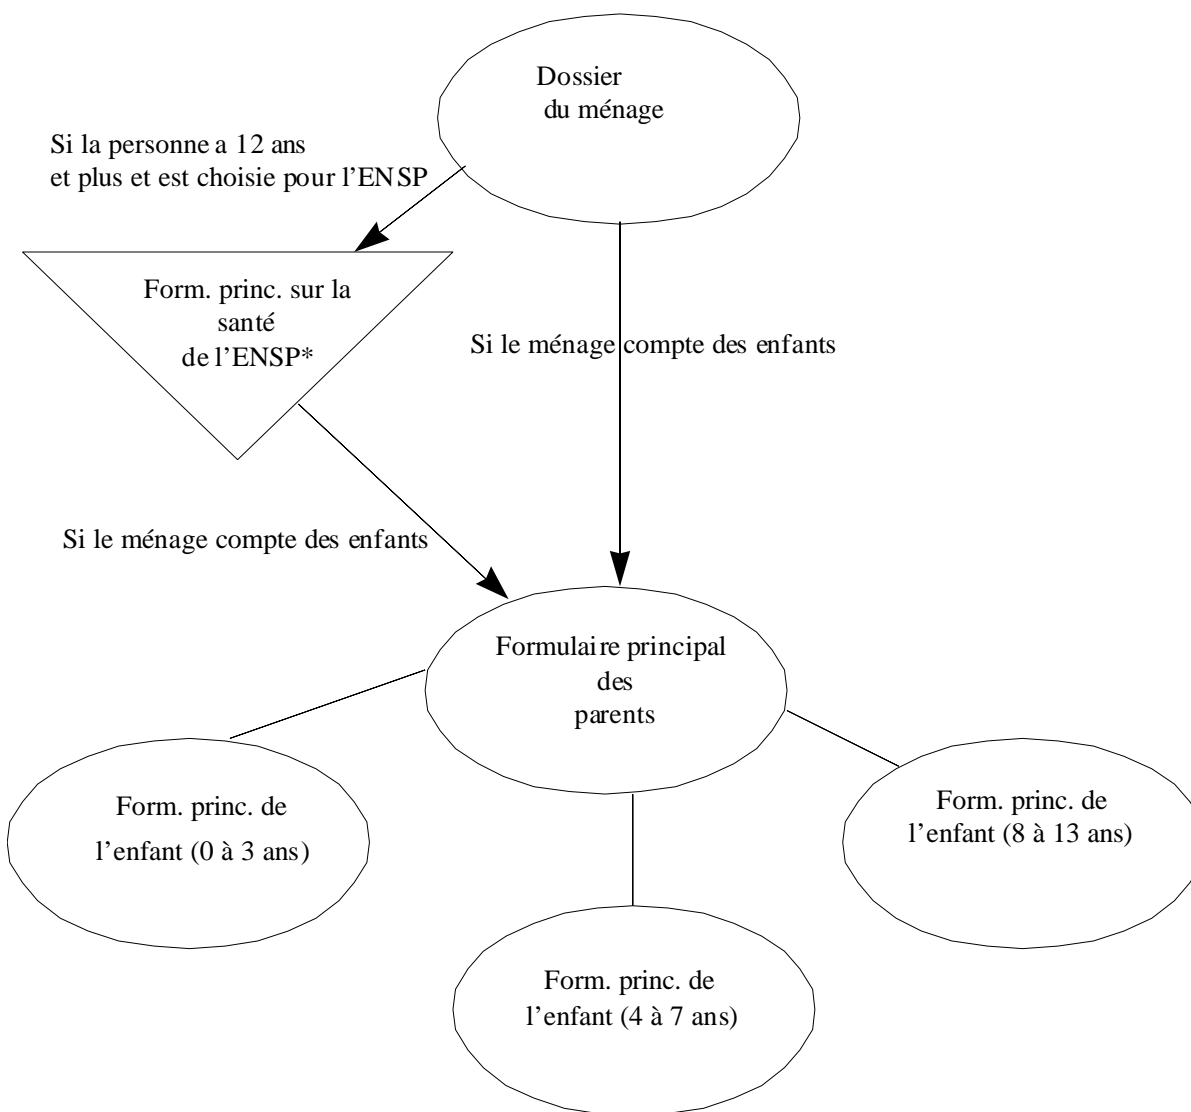 Dossier
du ménage
Si la personne a 12 ans
et plus et est choisie pour l’ENSP
Form. princ. sur la
santé
de l’ENSP*
Si le ménage compte des enfants
Si le ménage compte des enfants
Formulaire principal
des
parents
Form. princ. de
l’enfant (0 à 3 ans)
Form. princ. de
l’enfant (8 à 13 ans)
Form. princ. de
l’enfant (4 à 7 ans)